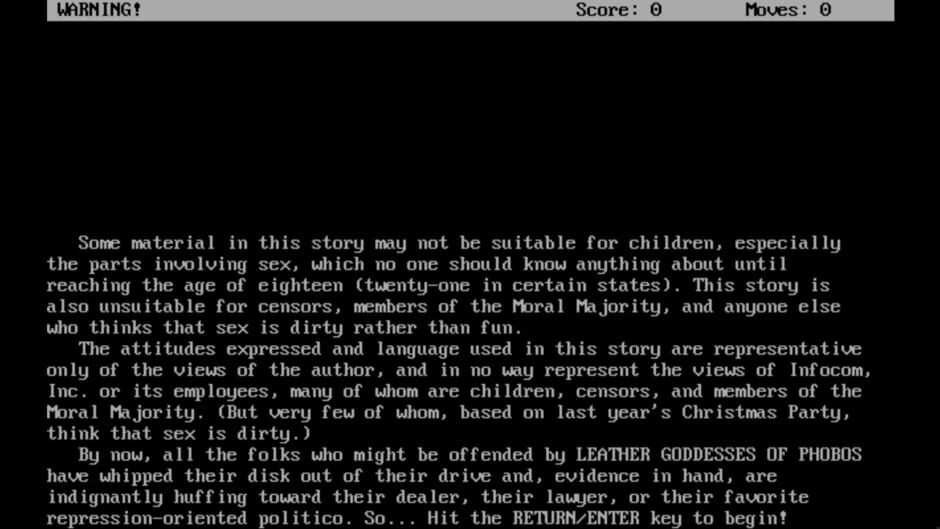 WARNING! Score: 0 Moves: 0
Some material in this story may not be suitable for children, especially
the parts involving sex, which no one should know anything about until
reaching the age of eighteen (twenty-one in certain states). This story is
also unsuitable for censors, members of the Moral Majority, and anyone else
who thinks that sex is dirty rather than fun.
The attitudes expressed and language used in this story are representative
only of the views of the author, and in no way represent the views of Infocom,
Inc. or its employees, many of whom are children, censors, and members of the
Moral Majority. (But very few of whom, based on last year's Christmas Party,
think that sex is dirty.)
By now, all the folks who might be offended by LEATHER GODDESSES OF PHOBOS
have whipped their disk out of their drive and, evidence in hand, are
indignantly huffing toward their dealer, their lawyer, or their favorite
repression-oriented politico. So... Hit the RETURN/ENTER key to begin!